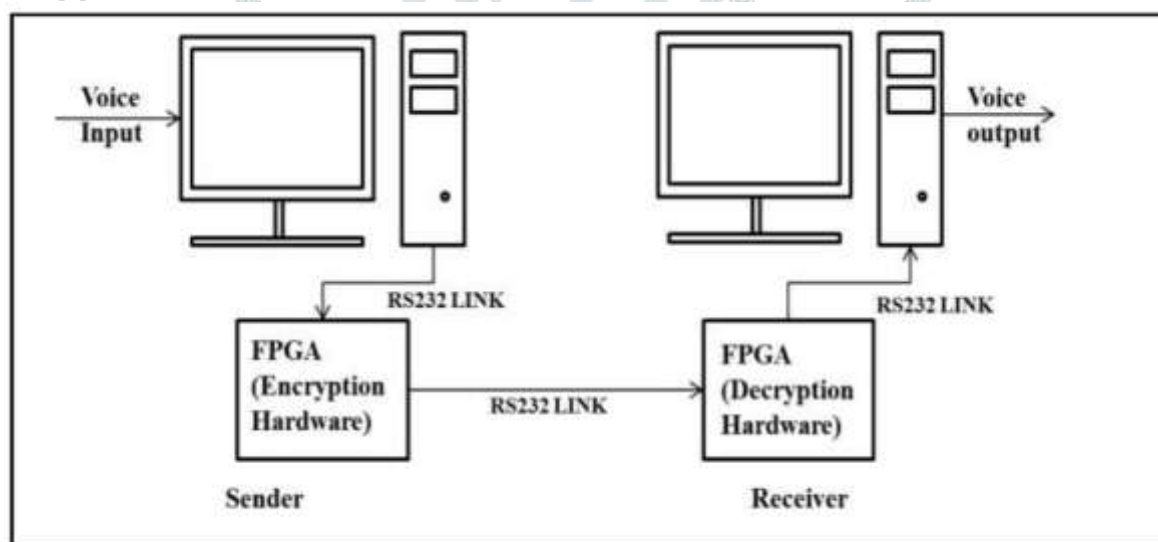 Voice
Input
Voice
output
RS232 LINK
RS232 LINK
FPGA
(Encryption
Hardware)
RS232 LINK
FPGA
(Decryption
Hardware)
Sender
Receiver